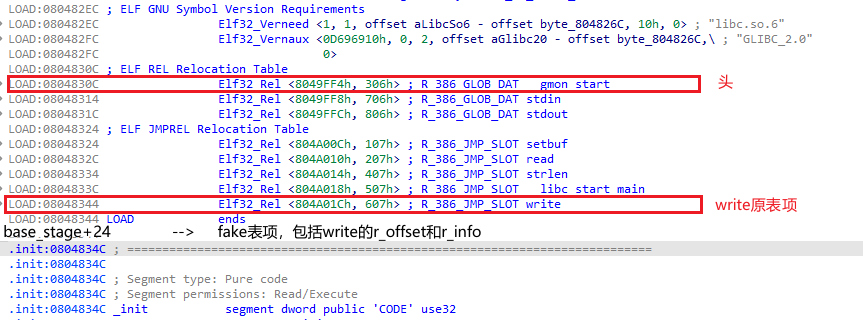 LOAD:080482EC ; ELF GNU Symbol Version Requirements
LOAD:080482EC Elf32_Verneed <1, 1, offset aLibcSo6 - offset byte_804826C, 10h, 0> ; "libc.so.6"
LOAD:080482FC Elf32_Vernaux <0D696910h, 0, 2, offset aGlibc20 - offset byte_804826C,\ ; "GLIBC_2.0"
LOAD:080482FC 0>
LOAD:0804830C ; ELF REL Relocation Table
LOAD:0804830C Elf32_Rel <8049FF4h, 306h> ; R_386_GLOB_DAT gmon start 头
LOAD:08048314 Elf32_Rel <8049FF8h, 706h> ; R_386_GLOB_DAT stdin
LOAD:0804831C Elf32_Rel <8049FFCh, 806h> ; R_386_GLOB_DAT stdout
LOAD:08048324 ; ELF JMPREL Relocation Table
LOAD:08048324 Elf32_Rel <804A00Ch, 107h> ; R_386_JMP_SLOT setbuf
LOAD:0804832C Elf32_Rel <804A010h, 207h> ; R_386_JMP_SLOT read
LOAD:08048334 Elf32_Rel <804A014h, 407h> ; R_386_JMP_SLOT strlen
LOAD:0804833C Elf32_Rel <804A018h, 507h> ; R_386_JMP_SLOT libc start main
LOAD:08048344 Elf32_Rel <804A01Ch, 607h> ; R_386_JMP_SLOT write write原表项
LOAD:08048344 LOAD ends
base_stage+24 --> fake表项，包括write的r_offset和r_info
.init:0804834C ; ===========================================================================
.init:0804834C
.init:0804834C ; Segment type: Pure code
.init:0804834C ; Segment permissions: Read/Execute
.init:0804834C _init segment dword public 'CODE' use32